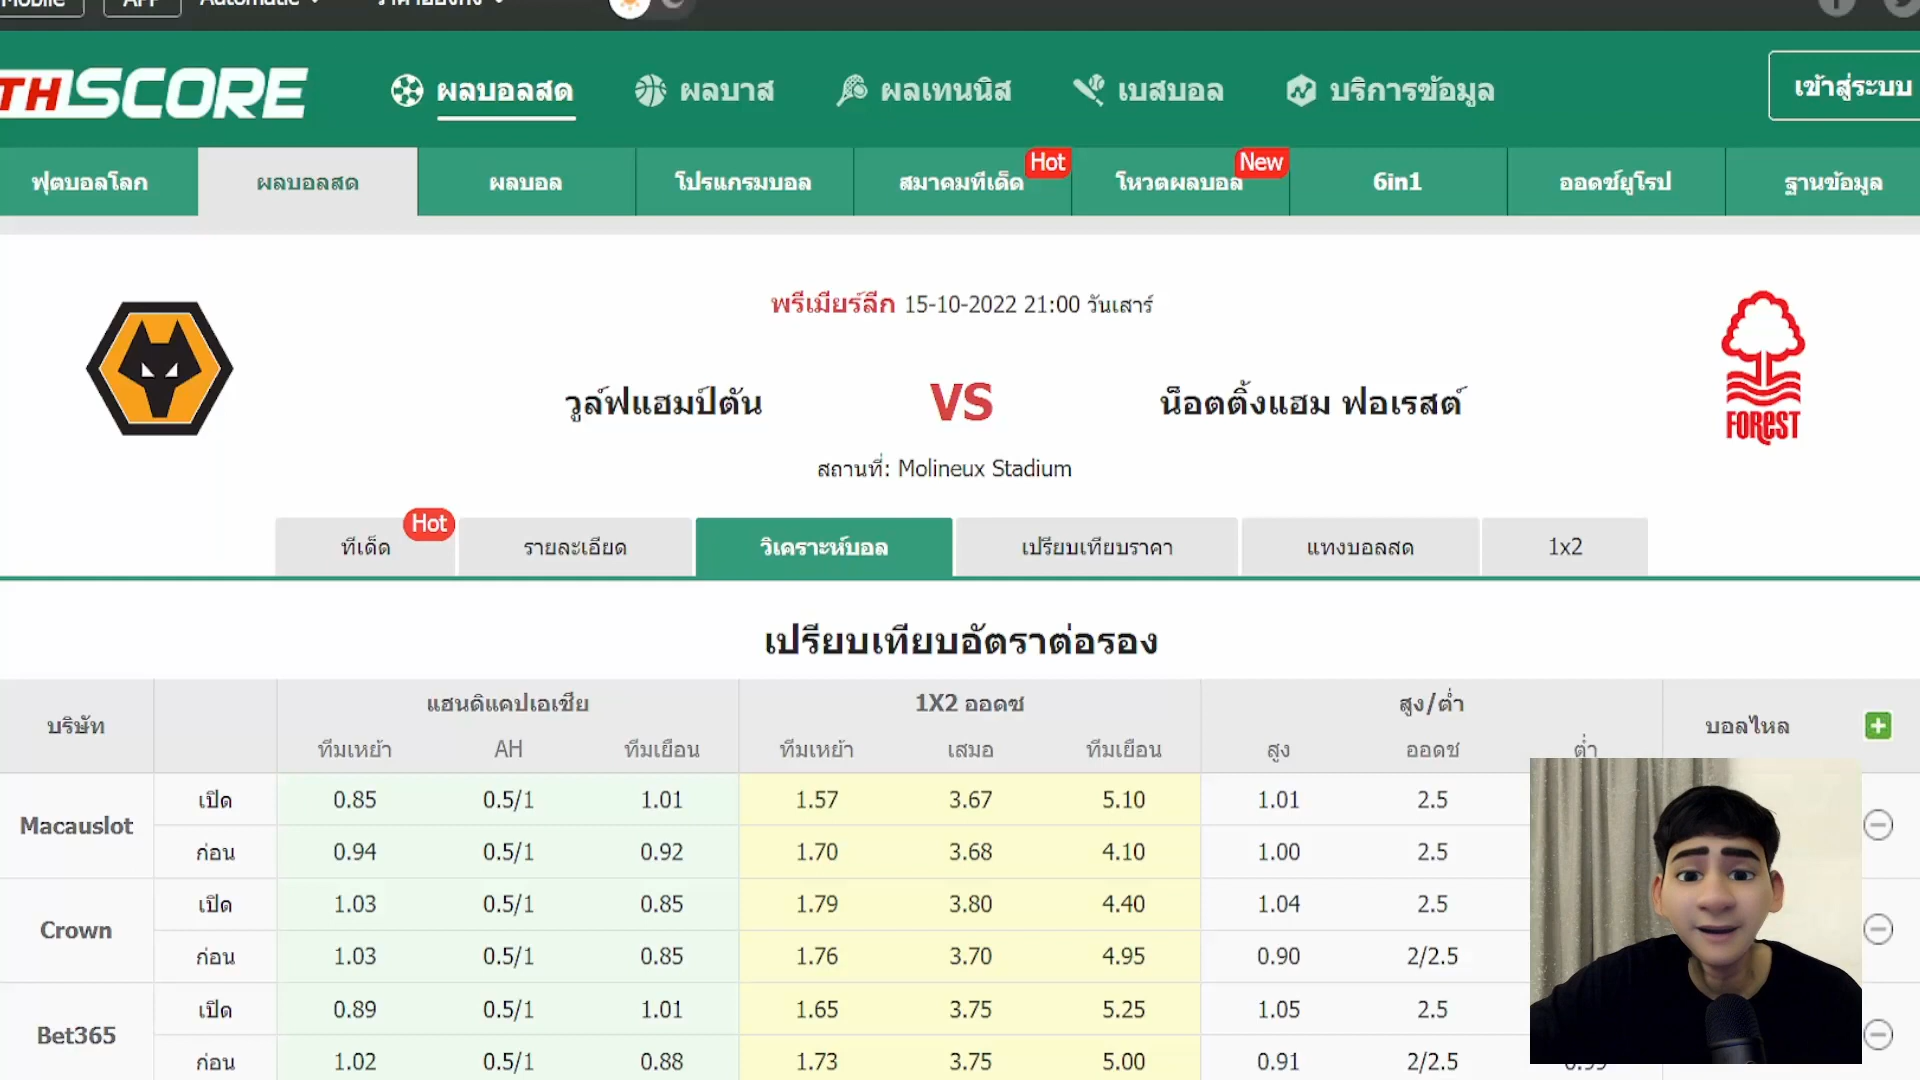 Mobile APP Automatic ราคาฮ่องกง
THSCORE ผลบอลสด ผลบาส ผลเทนนิส เบสบอล บริการข้อมูล เข้าสู่ระบบ
Hot New
ฟุตบอลโลก ผลบอลสด ผลบอล โปรแกรมบอล สมาคมทีเด็ด โหวตผลบอล 6in1 ออดซ์ยุโรป ฐานข้อมูล
พรีเมียร์ลีก 15-10-2022 21:00 วันเสาร์
วูล์ฟแฮมป์ตัน VS น็อตติ้งแฮม ฟอเรสต์
FOREST
สถานที่: Molineux Stadium
Hot
ทีเด็ด รายละเอียด วิเคราะห์บอล เปรียบเทียบราคา แทงบอลสด 1x2
เปรียบเทียบอัตราต่อรอง
บริษัท แฮนดิแคปเอเชีย 1X2 ออดซ สูง/ต่ำ บอลไหล
ทีมเหย้า AH ทีมเยือน ทีมเหย้า เสมอ ทีมเยือน สูง ออดซ่ ต่ำ
Macauslot
เปิด 0.85 0.5/1 1.01 1.57 3.67 5.10 1.01 2.5
ก่อน 0.94 0.5/1 0.92 1.70 3.68 4.10 1.00 2.5
Crown
เปิด 1.03 0.5/1 0.85 1.79 3.80 4.40 1.04 2.5
ก่อน 1.03 0.5/1 0.85 1.76 3.70 4.95 0.90 2/2.5
Bet365
เปิด 0.89 0.5/1 1.01 1.65 3.75 5.25 1.05 2.5
ก่อน 1.02 0.5/1 0.88 1.73 3.75 5.00 0.91 2/2.5